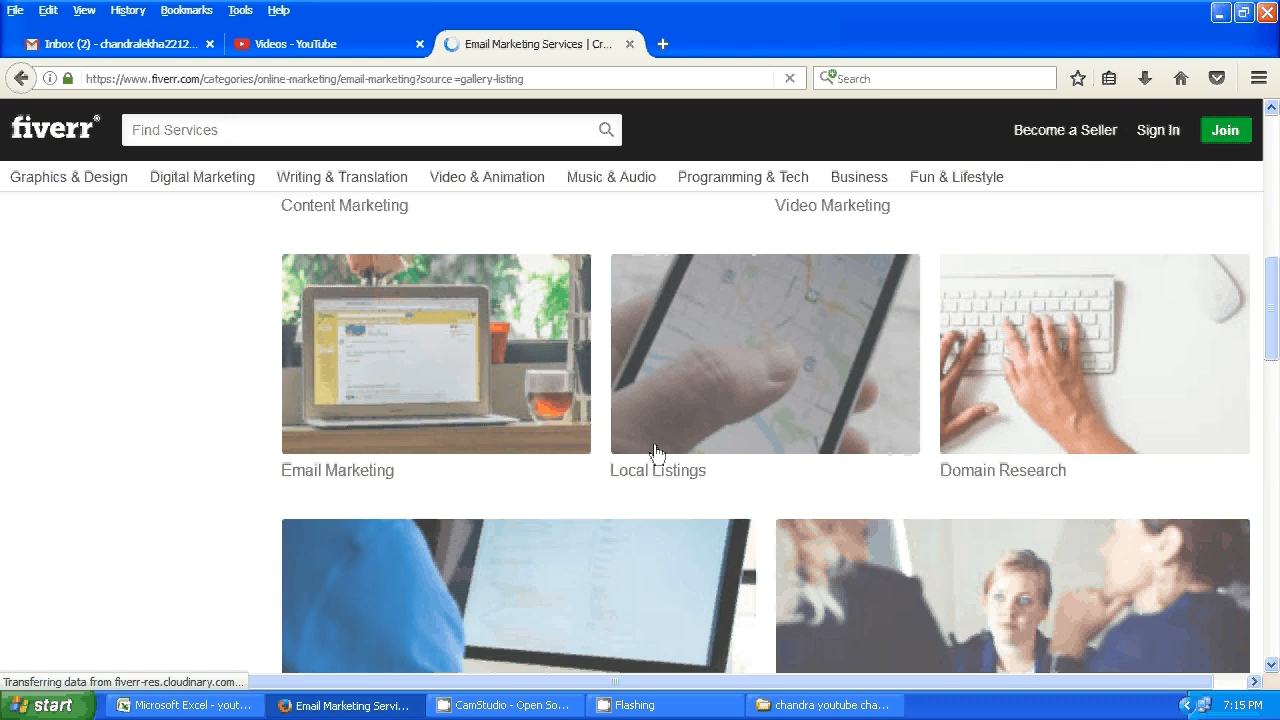 File Edit View History Bookmarks Tools Help
Inbox (2) - chandralekha2212... Videos - YouTube Email Marketing Services | Cr...
https://www.fiverr.com/categories/online-marketing/email-marketing?source=gallery-listing Search
fiverr® Find Services Become a Seller Sign In Join
Graphics & Design Digital Marketing Writing & Translation Video & Animation Music & Audio Programming & Tech Business Fun & Lifestyle
Content Marketing Video Marketing
Email Marketing Local Listings Domain Research
Transferring data from fiverr-res.cloudinary.com...
start Microsoft Excel - yout... Email Marketing Servi... CamStudio - Open So... Flashing chandra youtube cha... 7:15 PM